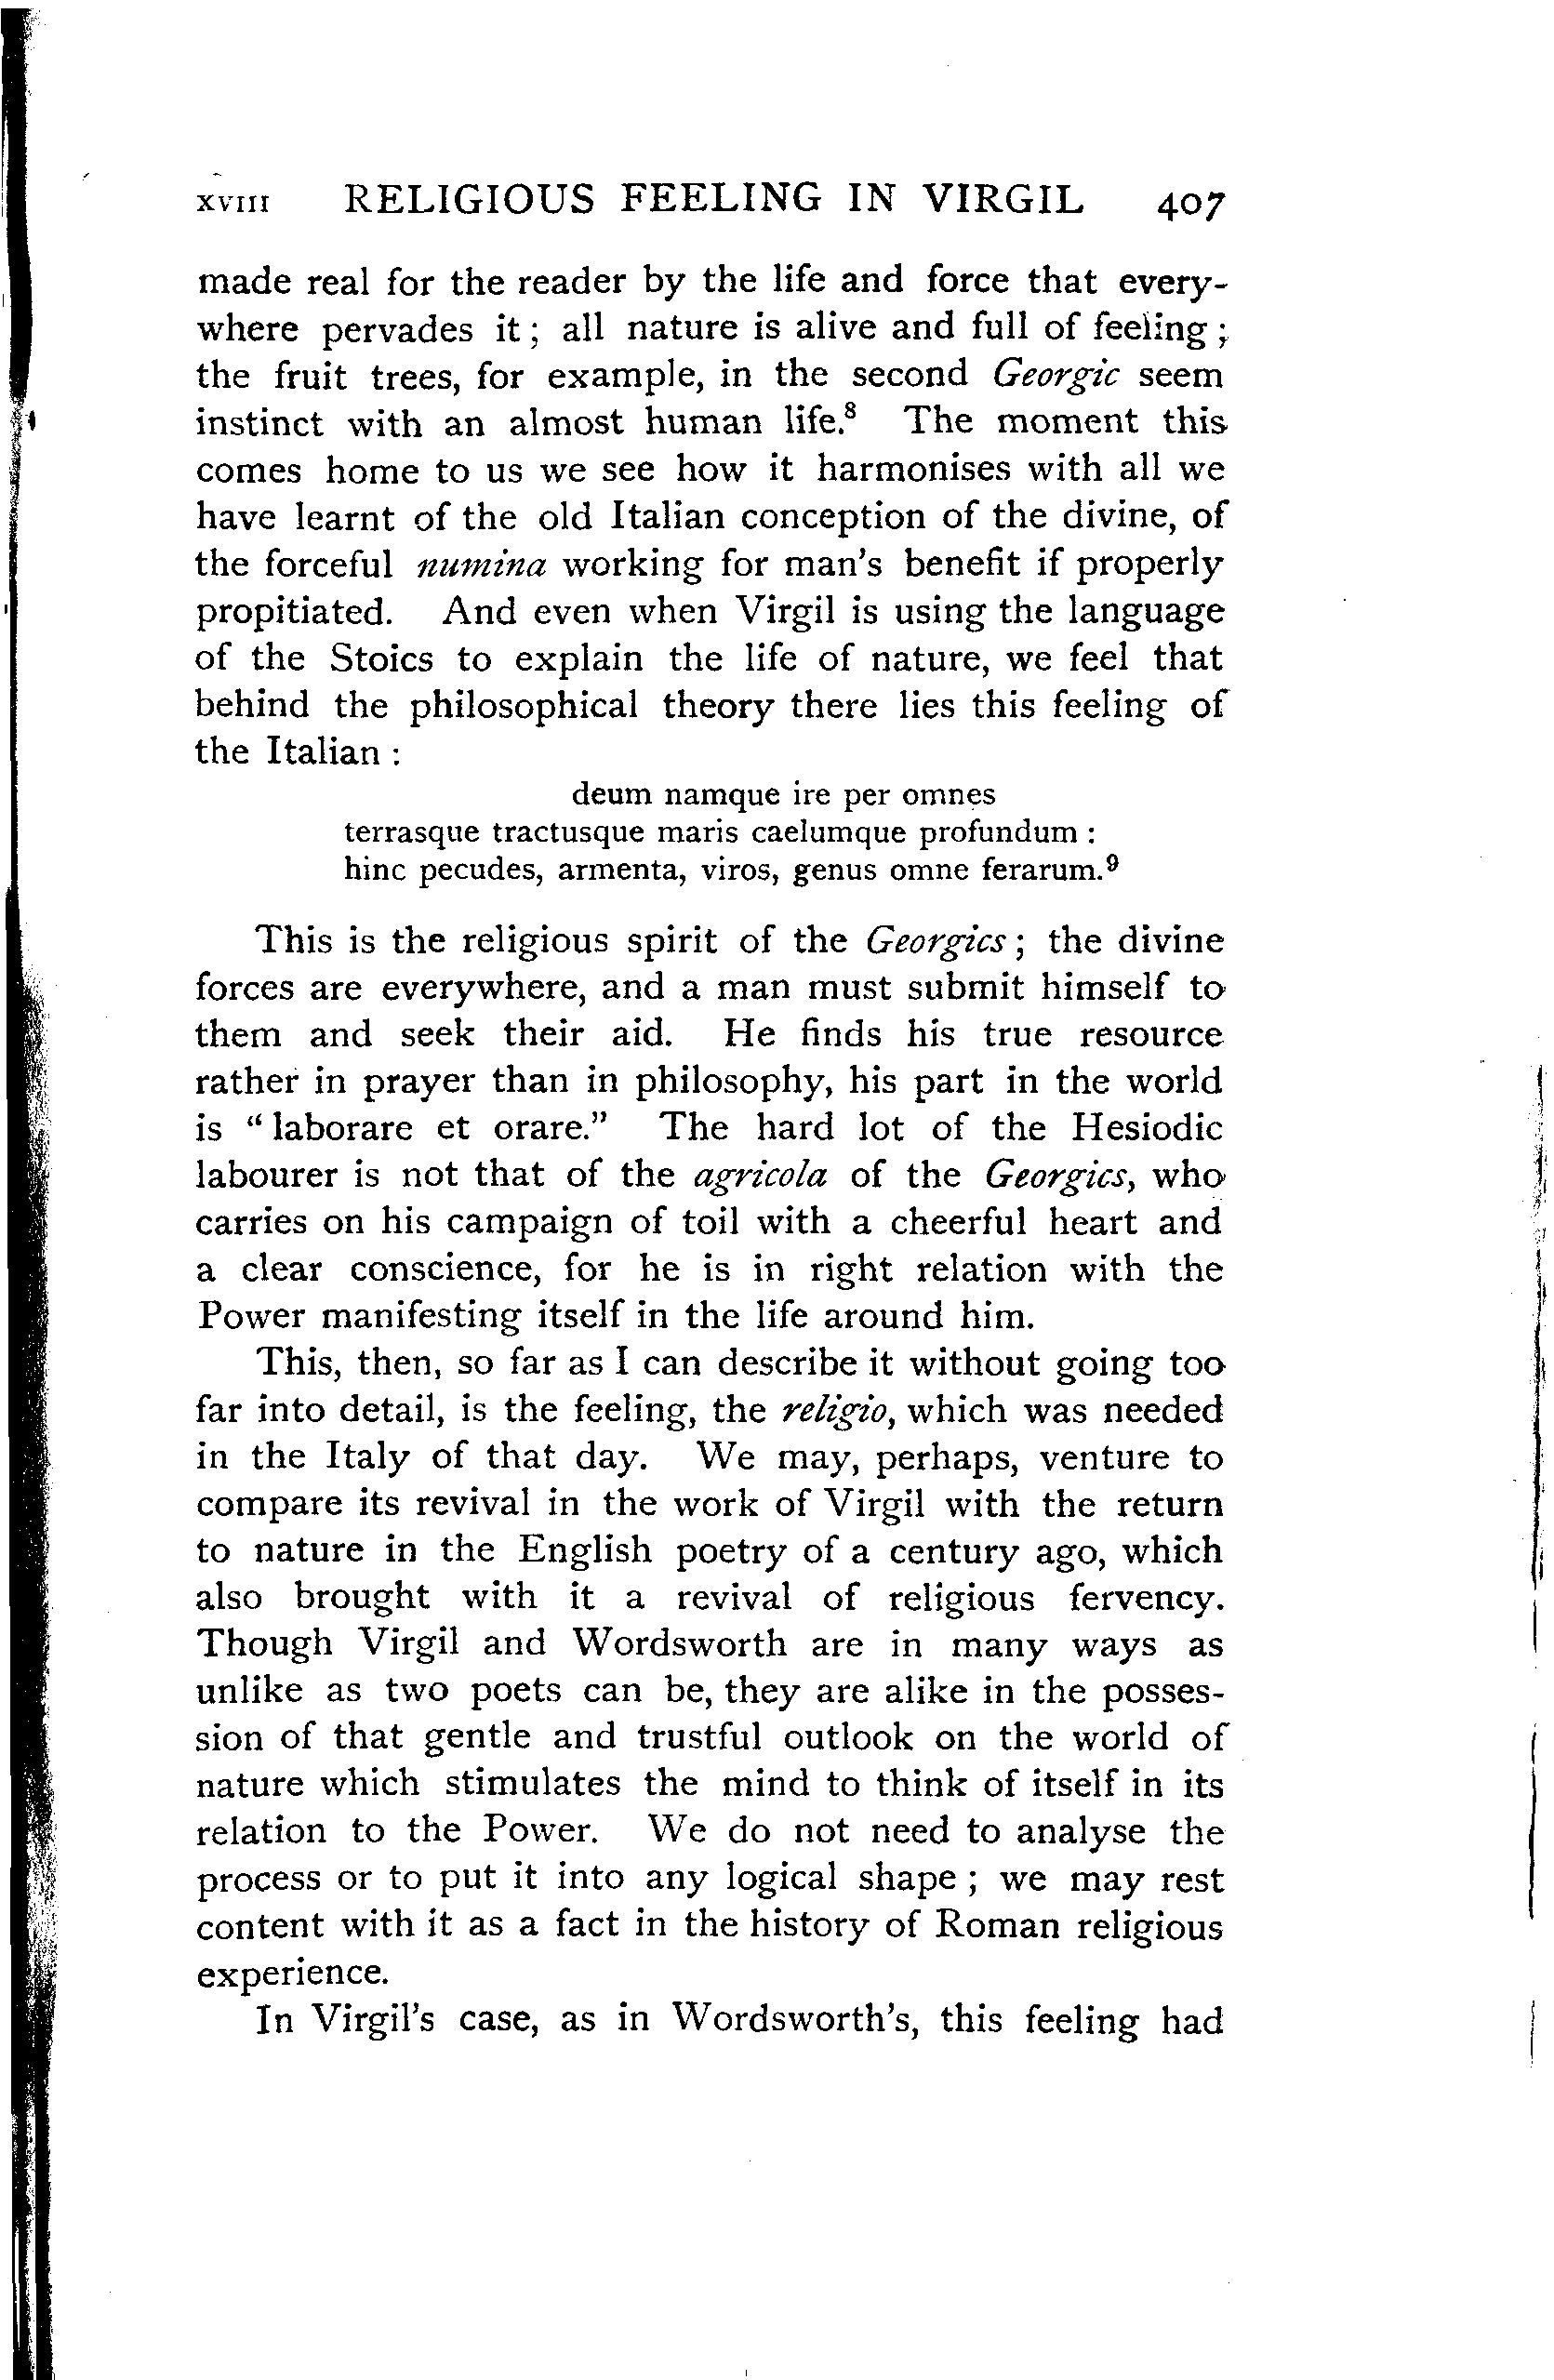 XVIII RELIGIOUS FEELING IN VIRGIL 407
made real for the reader by the life and force that every-
where pervades it ; all nature is alive and full of feeling ;
the fruit trees, for example, in the second Georgic seem
instinct with an almost human life.⁸ The moment this
comes home to us we see how it harmonises with all we
have learnt of the old Italian conception of the divine, of
the forceful numina working for man's benefit if properly
propitiated. And even when Virgil is using the language
of the Stoics to explain the life of nature, we feel that
behind the philosophical theory there lies this feeling of
the Italian :
deum namque ire per omnes
terrasque tractusque maris caelumque profundum :
hinc pecudes, armenta, viros, genus omne ferarum.⁹
This is the religious spirit of the Georgics ; the divine
forces are everywhere, and a man must submit himself to
them and seek their aid. He finds his true resource
rather in prayer than in philosophy, his part in the world
is “ laborare et orare.” The hard lot of the Hesiodic
labourer is not that of the agricola of the Georgics, who
carries on his campaign of toil with a cheerful heart and
a clear conscience, for he is in right relation with the
Power manifesting itself in the life around him.
This, then, so far as I can describe it without going too
far into detail, is the feeling, the religio, which was needed
in the Italy of that day. We may, perhaps, venture to
compare its revival in the work of Virgil with the return
to nature in the English poetry of a century ago, which
also brought with it a revival of religious fervency.
Though Virgil and Wordsworth are in many ways as
unlike as two poets can be, they are alike in the posses-
sion of that gentle and trustful outlook on the world of
nature which stimulates the mind to think of itself in its
relation to the Power. We do not need to analyse the
process or to put it into any logical shape ; we may rest
content with it as a fact in the history of Roman religious
experience.
In Virgil's case, as in Wordsworth's, this feeling had